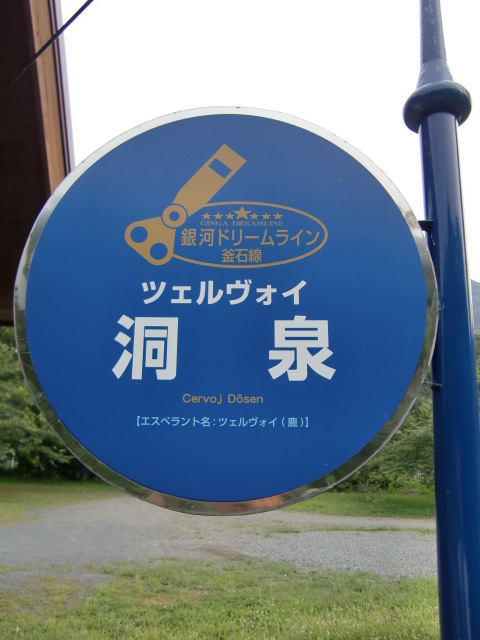 ★★★★★★★
GINGA DREAMLINE
銀河ドリームライン
釜石線
ツェルヴォイ
洞 泉
Cervoj Dōsen
【エスペラント名:ツェルヴォイ(鹿)】